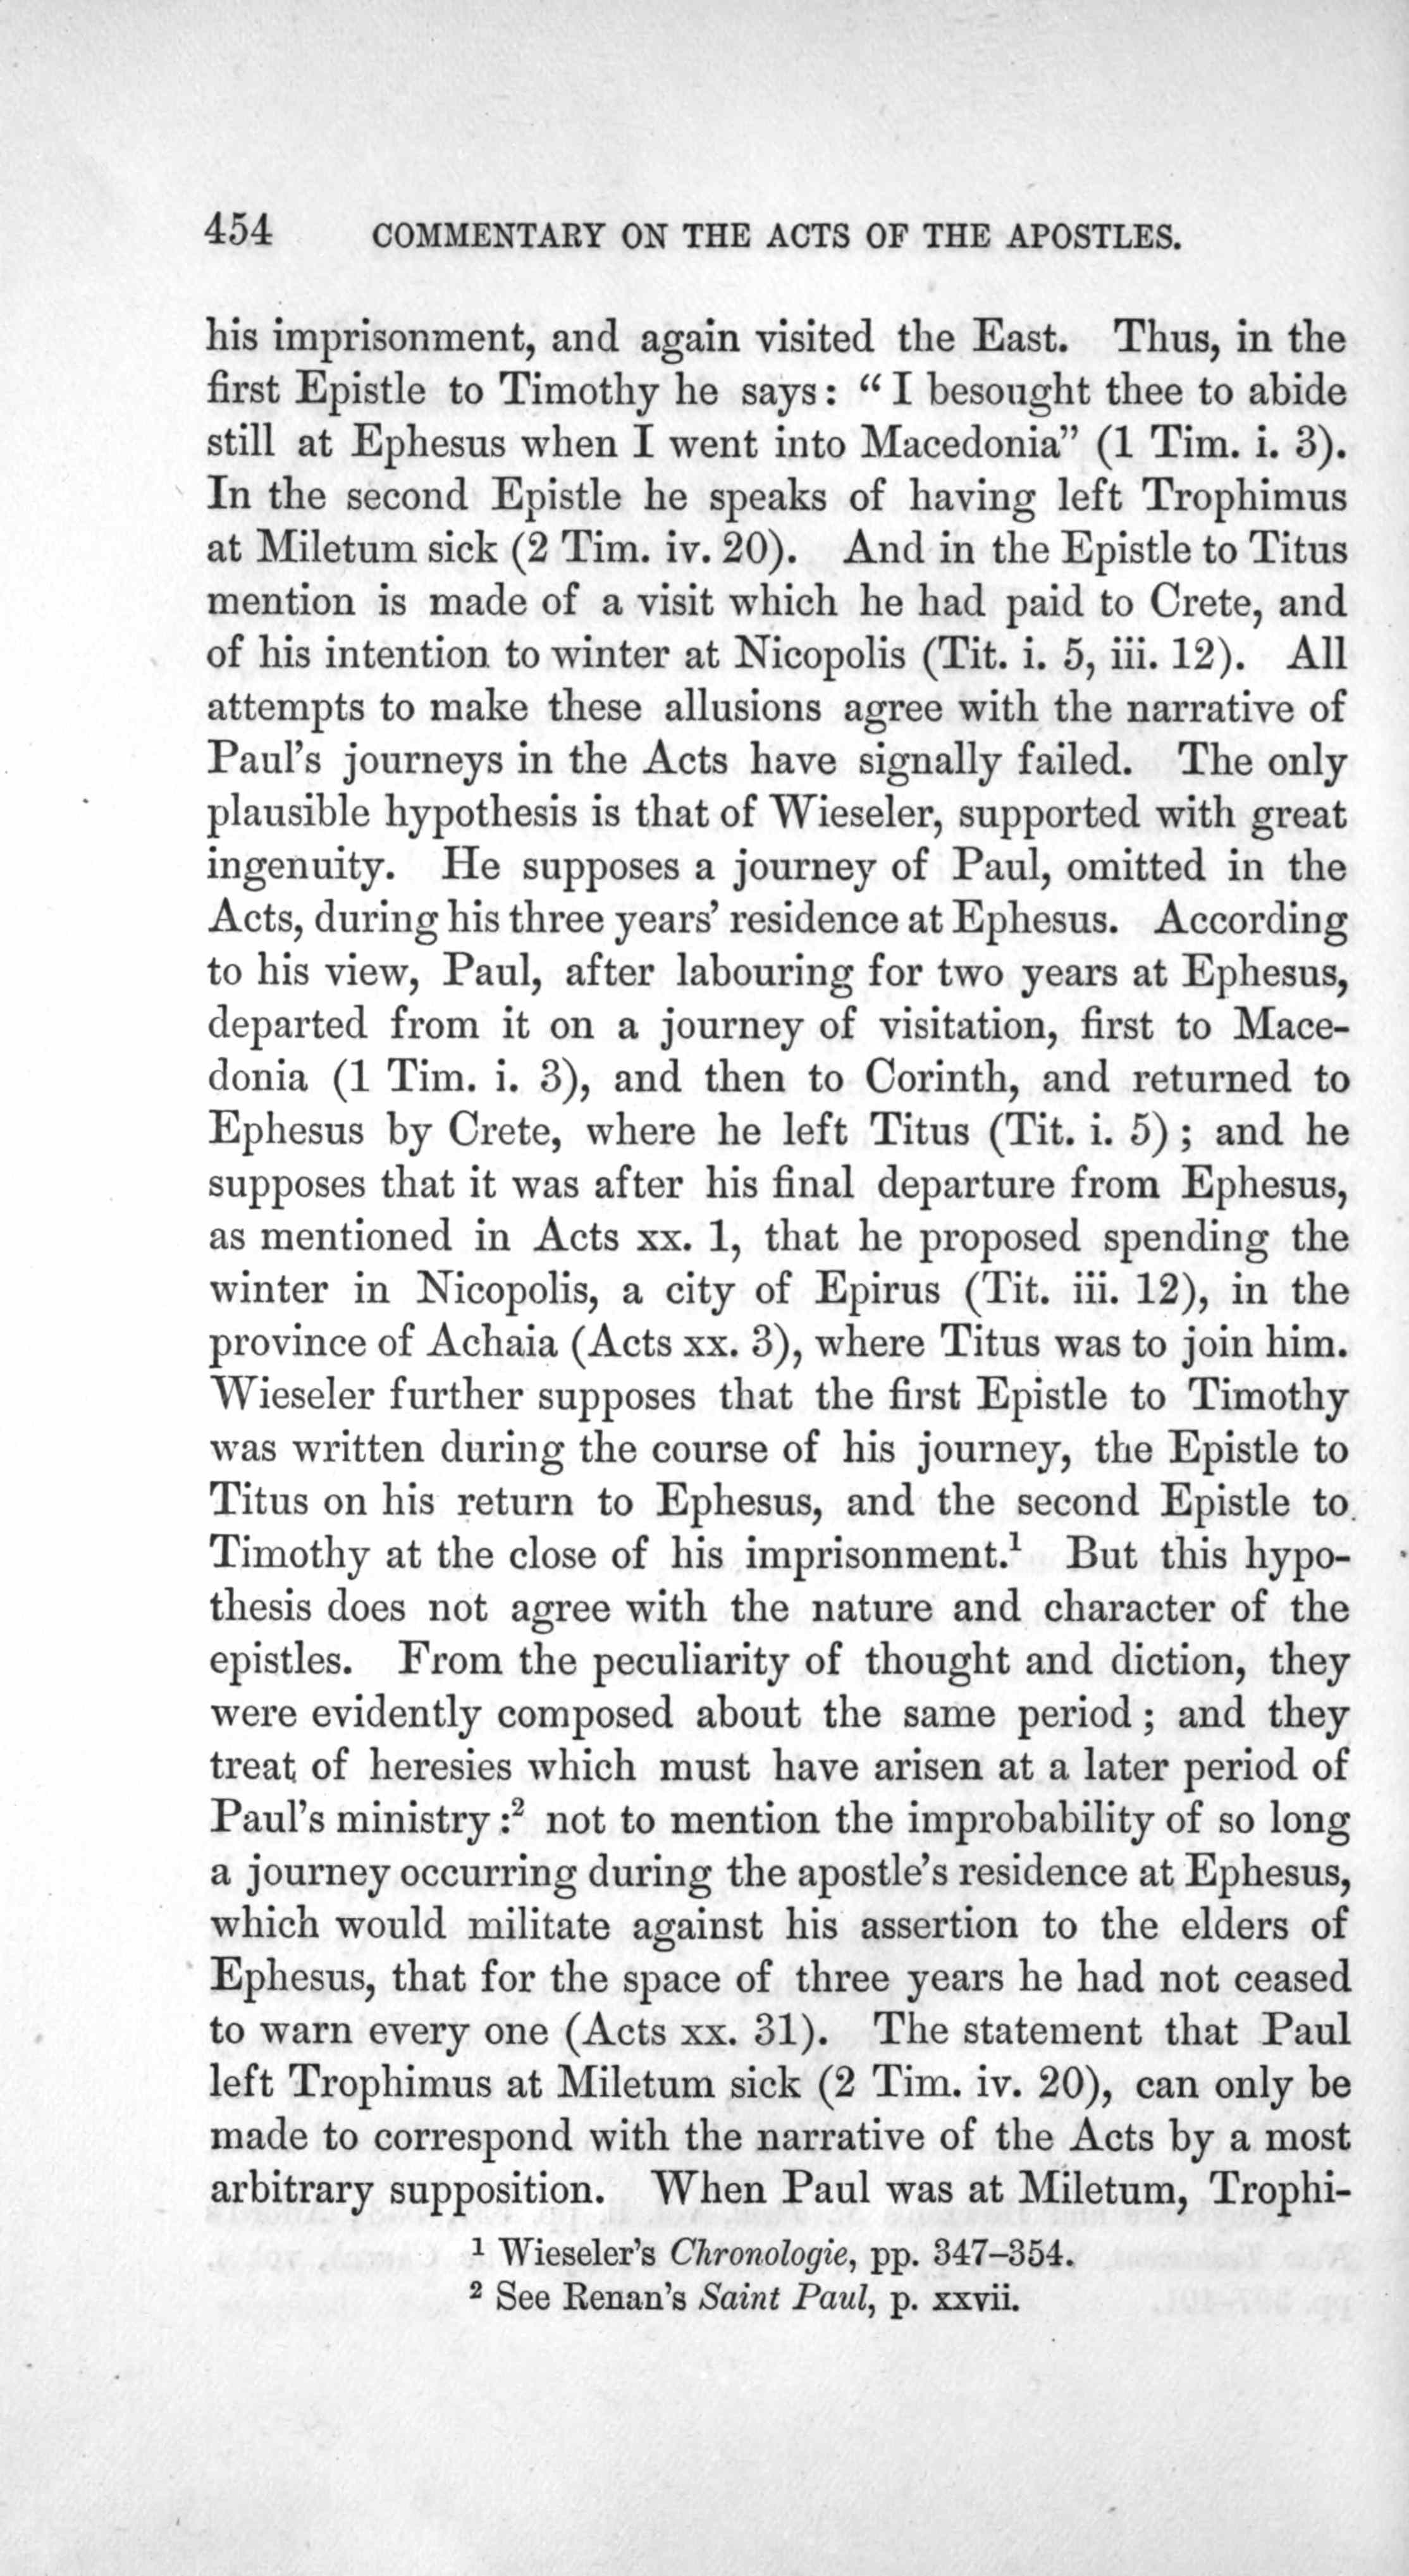 454 COMMENTARY ON THE ACTS OF THE APOSTLES.
his imprisonment, and again visited the East. Thus, in the
first Epistle to Timothy he says: “I besought thee to abide
still at Ephesus when I went into Macedonia” (1 Tim. i. 3).
In the second Epistle he speaks of having left Trophimus
at Miletum sick (2 Tim. iv. 20). And in the Epistle to Titus
mention is made of a visit which he had paid to Crete, and
of his intention to winter at Nicopolis (Tit. i. 5, iii. 12). All
attempts to make these allusions agree with the narrative of
Paul’s journeys in the Acts have signally failed. The only
plausible hypothesis is that of Wieseler, supported with great
ingenuity. He supposes a journey of Paul, omitted in the
Acts, during his three years’ residence at Ephesus. According
to his view, Paul, after labouring for two years at Ephesus,
departed from it on a journey of visitation, first to Mace-
donia (1 Tim. i. 3), and then to Corinth, and returned to
Ephesus by Crete, where he left Titus (Tit. i. 5); and he
supposes that it was after his final departure from Ephesus,
as mentioned in Acts xx. 1, that he proposed spending the
winter in Nicopolis, a city of Epirus (Tit. iii. 12), in the
province of Achaia (Acts xx. 3), where Titus was to join him.
Wieseler further supposes that the first Epistle to Timothy
was written during the course of his journey, the Epistle to
Titus on his return to Ephesus, and the second Epistle to
Timothy at the close of his imprisonment.¹ But this hypo-
thesis does not agree with the nature and character of the
epistles. From the peculiarity of thought and diction, they
were evidently composed about the same period; and they
treat of heresies which must have arisen at a later period of
Paul’s ministry:² not to mention the improbability of so long
a journey occurring during the apostle’s residence at Ephesus,
which would militate against his assertion to the elders of
Ephesus, that for the space of three years he had not ceased
to warn every one (Acts xx. 31). The statement that Paul
left Trophimus at Miletum sick (2 Tim. iv. 20), can only be
made to correspond with the narrative of the Acts by a most
arbitrary supposition. When Paul was at Miletum, Trophi-
¹ Wieseler’s Chronologie, pp. 347–354.
² See Renan’s Saint Paul, p. xxvii.